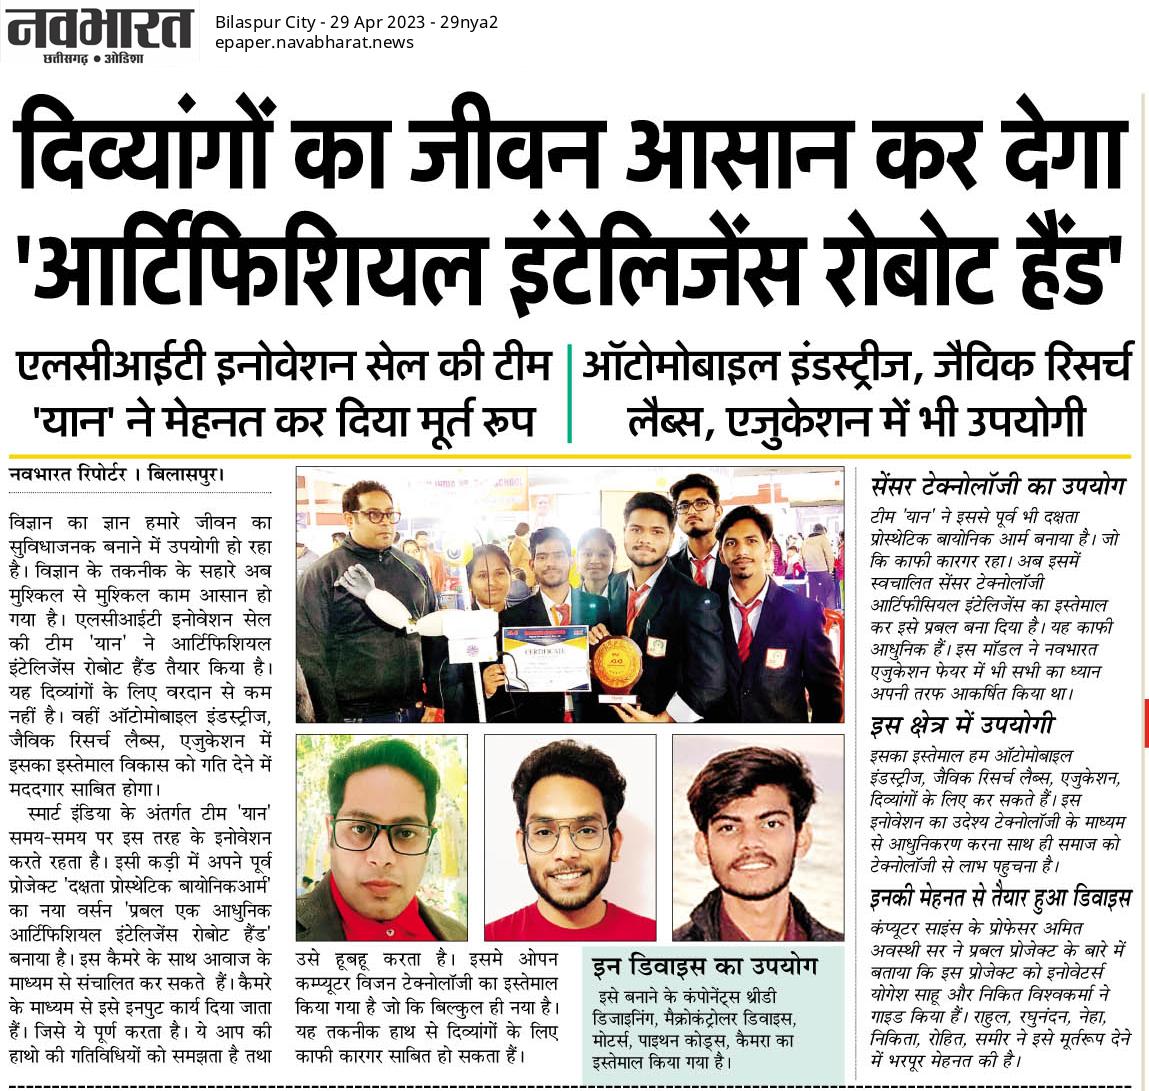 नवभारत
छत्तीसगढ़ • ओडिशा
Bilaspur City - 29 Apr 2023 - 29nya2
epaper.navabharat.news
दिव्यांगों का जीवन आसान कर देगा
'आर्टिफिशियल इंटेलिजेंस रोबोट हैंड'
एलसीआईटी इनोवेशन सेल की टीम
'यान' ने मेहनत कर दिया मूर्त रूप
ऑटोमोबाइल इंडस्ट्रीज, जैविक रिसर्च
लैब्स, एजुकेशन में भी उपयोगी
नवभारत रिपोर्टर । बिलासपुर।
विज्ञान का ज्ञान हमारे जीवन का
सुविधाजनक बनाने में उपयोगी हो रहा
है। विज्ञान के तकनीक के सहारे अब
मुश्किल से मुश्किल काम आसान हो
गया है। एलसीआईटी इनोवेशन सेल
की टीम 'यान' ने आर्टिफिशियल
इंटेलिजेंस रोबोट हैंड तैयार किया है।
यह दिव्यांगों के लिए वरदान से कम
नहीं है। वहीं ऑटोमोबाइल इंडस्ट्रीज,
जैविक रिसर्च लैब्स, एजुकेशन में
इसका इस्तेमाल विकास को गति देने में
मददगार साबित होगा।
स्मार्ट इंडिया के अंतर्गत टीम 'यान'
समय-समय पर इस तरह के इनोवेशन
करते रहता है। इसी कड़ी में अपने पूर्व
प्रोजेक्ट 'दक्षता प्रोस्थेटिक बायोनिकआर्म'
का नया वर्सन 'प्रबल एक आधुनिक
आर्टिफिशियल इंटेलिजेंस रोबोट हैंड'
बनाया है। इस कैमरे के साथ आवाज के
माध्यम से संचालित कर सकते हैं। कैमरे
के माध्यम से इसे इनपुट कार्य दिया जाता
हैं। जिसे ये पूर्ण करता है। ये आप की
हाथो की गतिविधियों को समझता है तथा
CERTIFICATE
उसे हूबहू करता है। इसमे ओपन
कम्प्यूटर विजन टेक्नोलॉजी का इस्तेमाल
किया गया है जो कि बिल्कुल ही नया है।
यह तकनीक हाथ से दिव्यांगों के लिए
काफी कारगर साबित हो सकता हैं।
इन डिवाइस का उपयोग
इसे बनाने के कंपोनेंट्स थ्रीडी
डिजाइनिंग, मैक्रोकंट्रोलर डिवाइस,
मोटर्स, पाइथन कोड्स, कैमरा का
इस्तेमाल किया गया है।
सेंसर टेक्नोलॉजी का उपयोग
टीम 'यान' ने इससे पूर्व भी दक्षता
प्रोस्थेटिक बायोनिक आर्म बनाया है। जो
कि काफी कारगर रहा। अब इसमें
स्वचालित सेंसर टेक्नोलॉजी
आर्टिफीसियल इंटेलिजेंस का इस्तेमाल
कर इसे प्रबल बना दिया है। यह काफी
आधुनिक हैं। इस मॉडल ने नवभारत
एजुकेशन फेयर में भी सभी का ध्यान
अपनी तरफ आकर्षित किया था।
इस क्षेत्र में उपयोगी
इसका इस्तेमाल हम ऑटोमोबाइल
इंडस्ट्रीज, जैविक रिसर्च लैब्स, एजुकेशन,
दिव्यांगों के लिए कर सकते हैं। इस
इनोवेशन का उदेश्य टेक्नोलॉजी के माध्यम
से आधुनिकरण करना साथ ही समाज को
टेक्नोलॉजी से लाभ पहुचना है।
इनकी मेहनत से तैयार हुआ डिवाइस
कंप्यूटर साइंस के प्रोफेसर अमित
अवस्थी सर ने प्रबल प्रोजेक्ट के बारे में
बताया कि इस प्रोजेक्ट को इनोवेटर्स
योगेश साहू और निकित विश्वकर्मा ने
गाइड किया हैं। राहुल, रघुनंदन, नेहा,
निकिता, रोहित, समीर ने इसे मूर्तरूप देने
में भरपूर मेहनत की है।